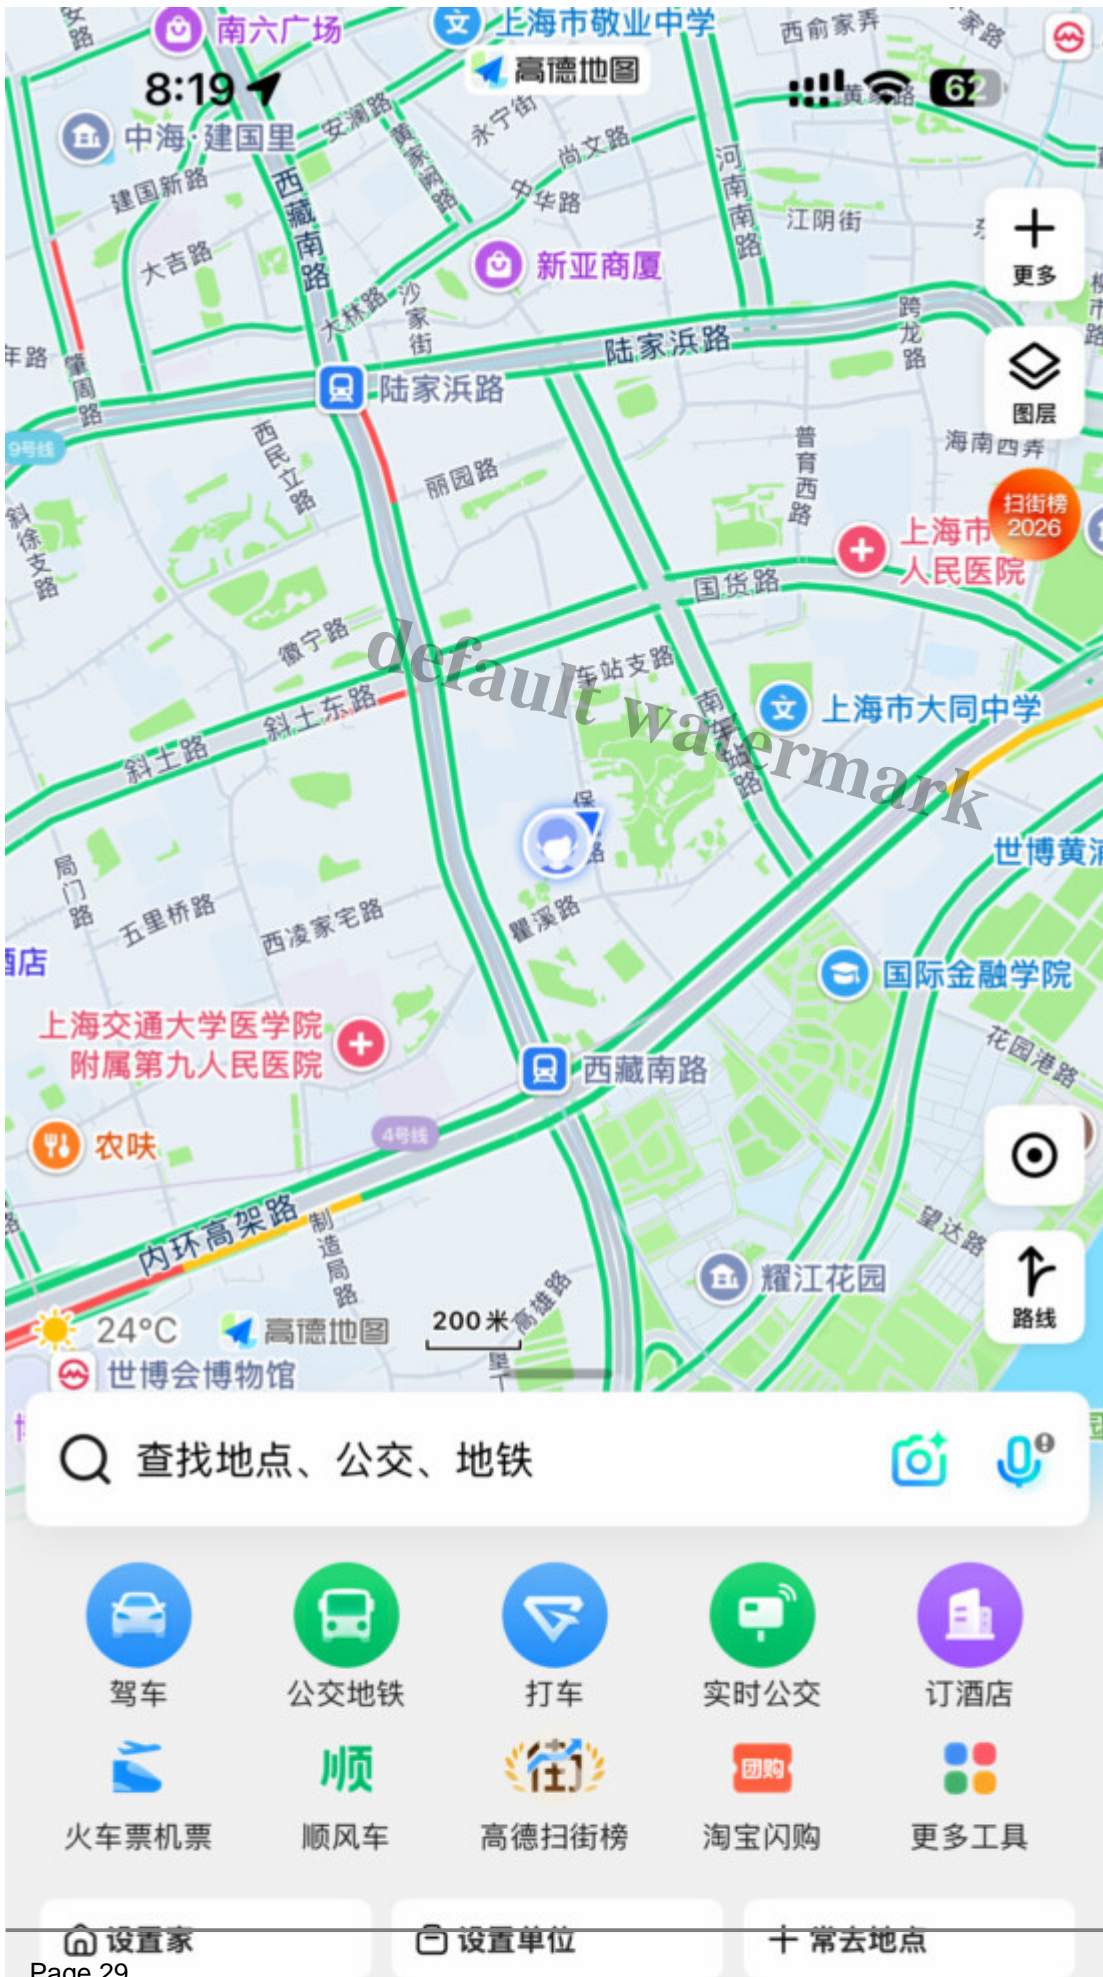 安路
南六广场
上海市敬业中学
西俞家弄
家路
8:19
高德地图
黄家路
62
中海·建国里
安澜路
黄家阙路
永宁街
尚文路
河南南路
建国新路
西藏南路
中华路
江阴街
更多
大吉路
新亚商厦
大林路
沙家街
跨龙路
陆家浜路
年路
肇周路
陆家浜路
图层
9号线
西民立路
丽园路
普育西路
海南西弄
扫街榜
2026
斜徐支路
上海市
人民医院
国货路
徽宁路
default watermark
车站支路
斜土东路
南车站路
上海市大同中学
斜土路
保
路
世博黄浦
局门路
五里桥路
西凌家宅路
瞿溪路
酒店
国际金融学院
上海交通大学医学院
附属第九人民医院
西藏南路
花园港路
4号线
农味
内环高架路
制造局路
望达路
高雄路
耀江花园
路线
24°C
高德地图
200米
世博会博物馆
查找地点、公交、地铁
驾车
公交地铁
打车
实时公交
订酒店
顺
团购
火车票机票
顺风车
高德扫街榜
淘宝闪购
更多工具
设置家
设置单位
常去地点
Page 29